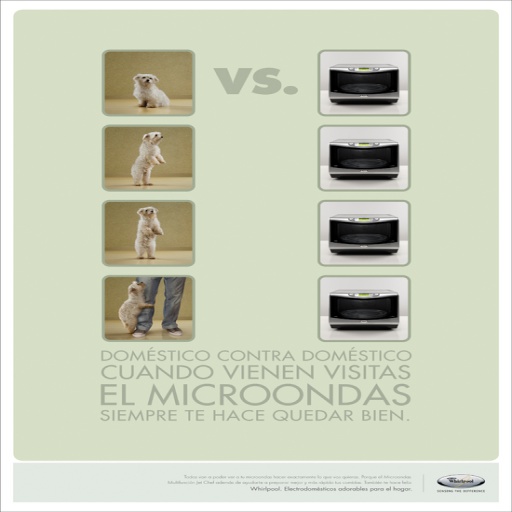 vs.
DOMÉSTICO CONTRA DOMÉSTICO
CUANDO VIENEN VISITAS
EL MICROONDAS
SIEMPRE TE HACE QUEDAR BIEN.
Whirlpool. Electrodomésticos adorables para el hogar.
Whirlpool